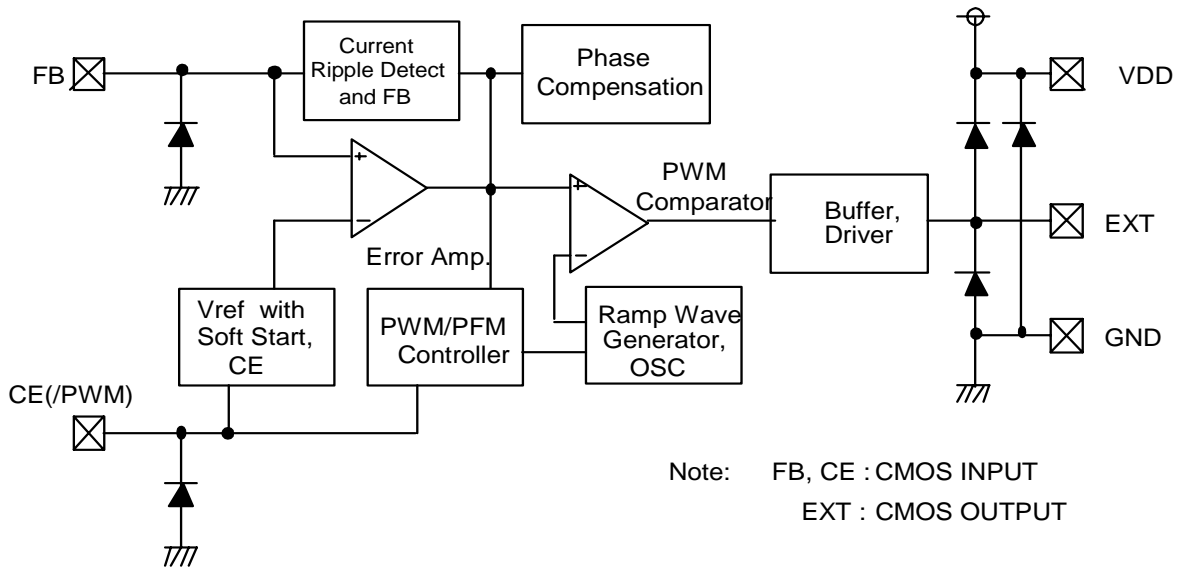 FB
Current
Ripple Detect
and FB
Phase
Compensation
VDD
+
−
Error Amp.
+
−
PWM
Comparator
Buffer,
Driver
EXT
Vref with
Soft Start,
CE
PWM/PFM
Controller
Ramp Wave
Generator,
OSC
GND
CE(/PWM)
Note: FB, CE : CMOS INPUT
EXT : CMOS OUTPUT